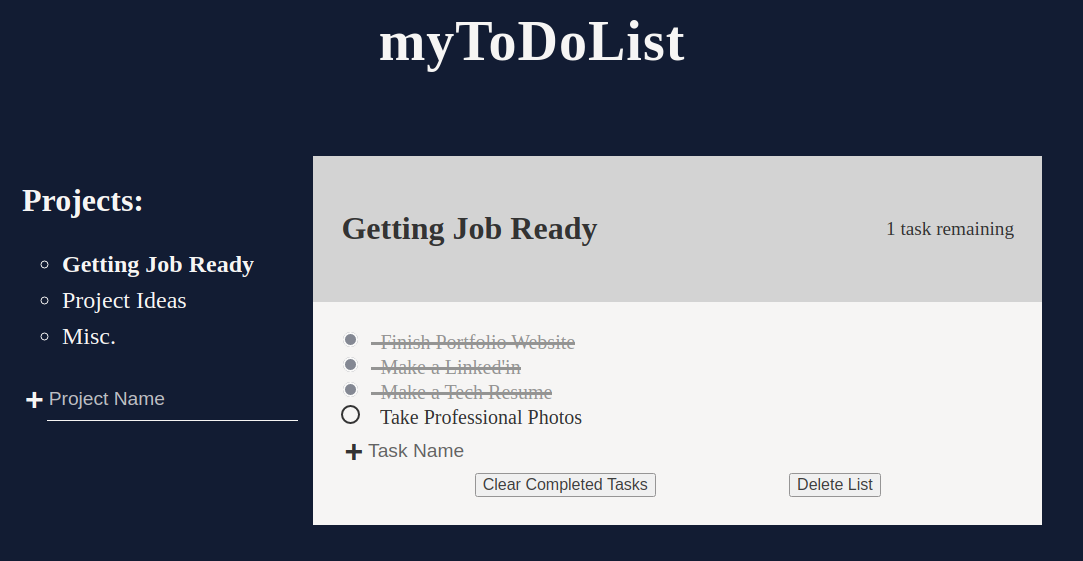 myToDoList
Projects:
Getting Job Ready
Project Ideas
Misc.
Project Name
Getting Job Ready
1 task remaining
Finish Portfolio Website
Make a Linked'in
Make a Tech Resume
Take Professional Photos
Task Name
Clear Completed Tasks
Delete List